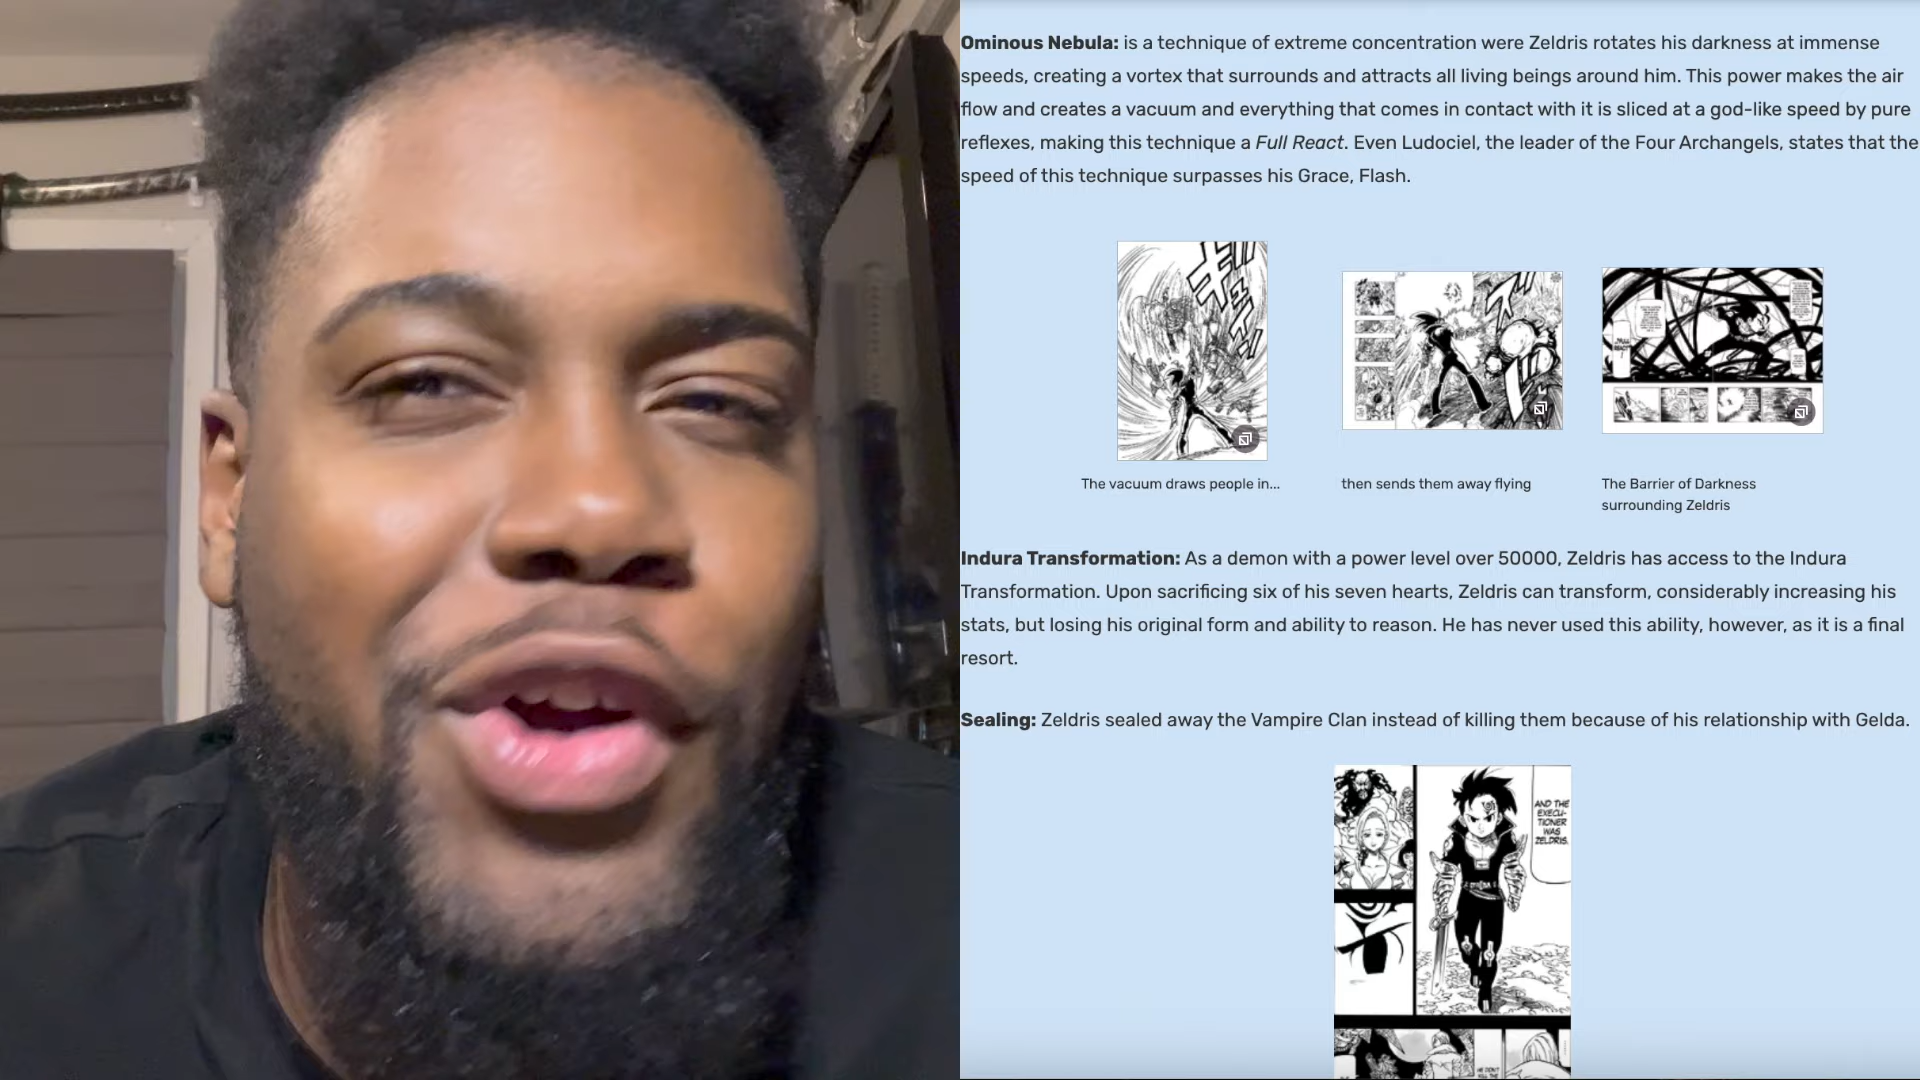 Ominous Nebula: is a technique of extreme concentration were Zeldris rotates his darkness at immense
speeds, creating a vortex that surrounds and attracts all living beings around him. This power makes the air
flow and creates a vacuum and everything that comes in contact with it is sliced at a god-like speed by pure
reflexes, making this technique a Full React. Even Ludociel, the leader of the Four Archangels, states that the
speed of this technique surpasses his Grace, Flash.
The vacuum draws people in...
then sends them away flying
The Barrier of Darkness
surrounding Zeldris
Indura Transformation: As a demon with a power level over 50000, Zeldris has access to the Indura
Transformation. Upon sacrificing six of his seven hearts, Zeldris can transform, considerably increasing his
stats, but losing his original form and ability to reason. He has never used this ability, however, as it is a final
resort.
Sealing: Zeldris sealed away the Vampire Clan instead of killing them because of his relationship with Gelda.
AND THE
EXECU-
TIONER
WAS
ZELDRIS.